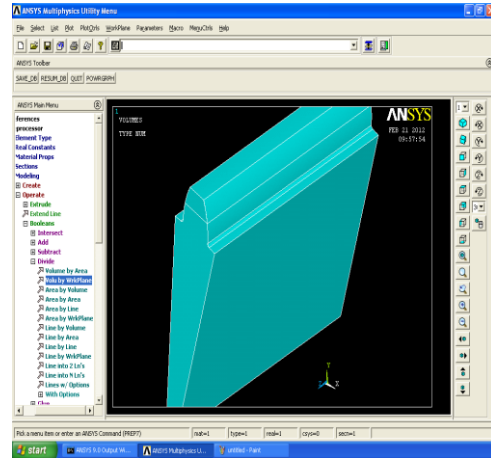 ANSYS Multiphysics Utility Menu
File Select List Plot PlotCtrls WorkPlane Parameters Macro MenuCtrls Help
ANSYS Toolbar
SAVE_DB RESUM_DB QUIT POWRGRPH
ANSYS Main Menu
ferences
processor
Element Type
Real Constants
Material Props
Sections
Modeling
Create
Operate
Extrude
Extend Line
Booleans
Intersect
Add
Subtract
Divide
Volume by Area
Volu by WrkPlane
Area by Volume
Area by Area
Area by Line
Area by WrkPlane
Line by Volume
Line by Area
Line by Line
Line by WrkPlane
Line into 2 Ln's
Line into N Ln's
Lines w/ Options
With Options
Glue
1
VOLUMES
TYPE NUM
ANSYS
FEB 21 2012
09:57:54
Y
Z X
Pick a menu item or enter an ANSYS Command (PREP7)
mat=1 type=1 real=1 csys=0 secn=1
start ANSYS 9.0 Output Wi... ANSYS Multiphysics U... untitled - Paint